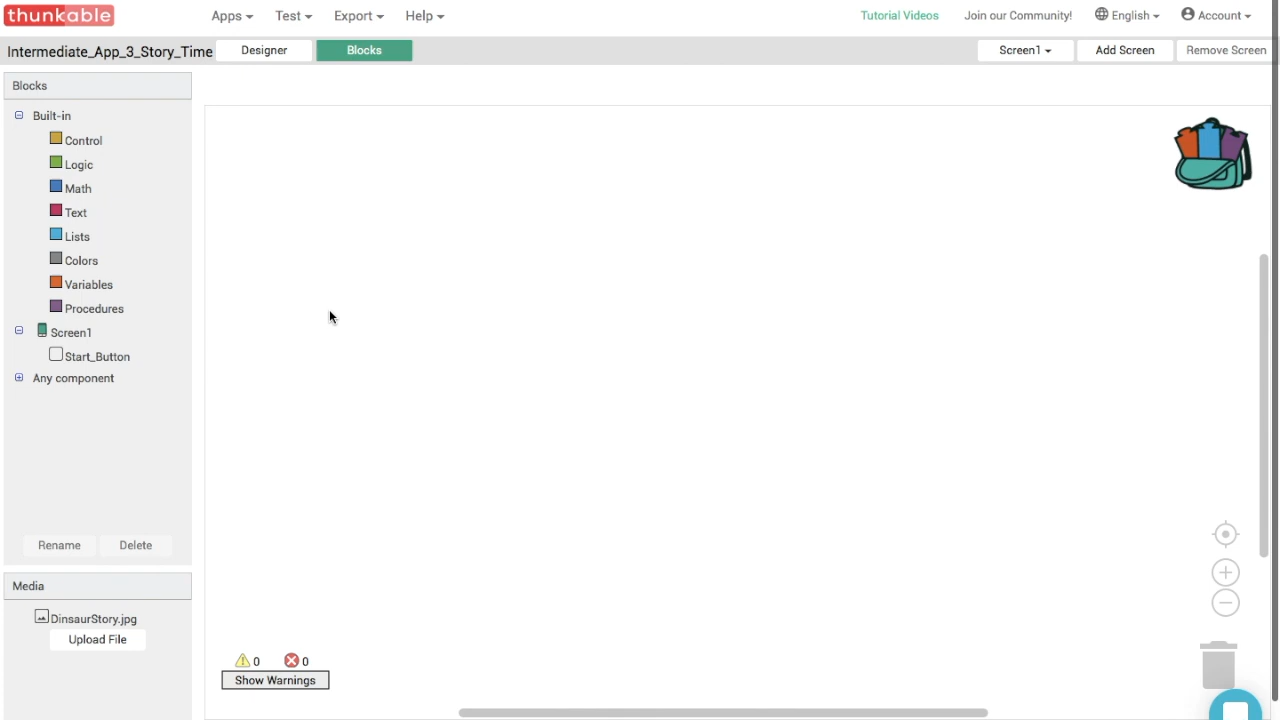 thunkable
Apps Test Export Help Tutorial Videos Join our Community! English Account
Intermediate_App_3_Story_Time Designer Blocks Screen1 Add Screen Remove Screen
Blocks
Built-in
Control
Logic
Math
Text
Lists
Colors
Variables
Procedures
Screen1
Start_Button
Any component
Rename Delete
Media
DinsaurStory.jpg
Upload File
0 0
Show Warnings